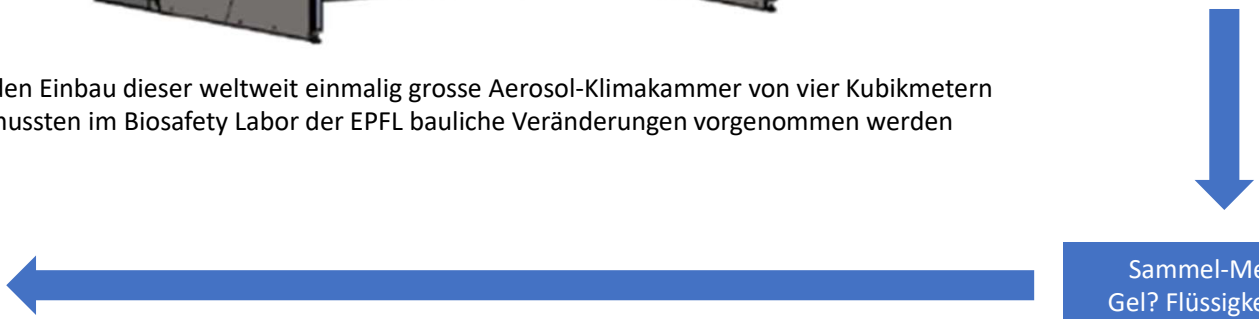 den Einbau dieser weltweit einmalig grosse Aerosol-Klimakammer von vier Kubikmetern
mussten im Biosafety Labor der EPFL bauliche Veränderungen vorgenommen werden
Gel?